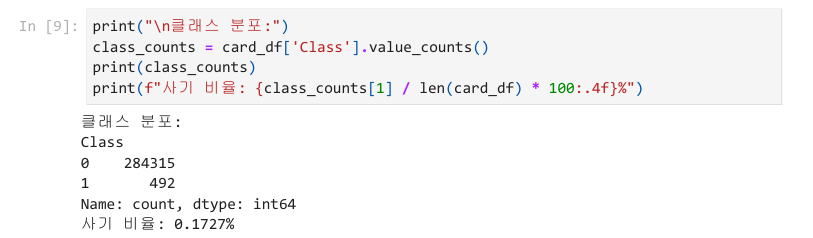 In [9]: print("\n클래스 분포:")
class_counts = card_df['Class'].value_counts()
print(class_counts)
print(f"사기 비율: {class_counts[1] / len(card_df) * 100:.4f}%")
클래스 분포:
Class
0    284315
1       492
Name: count, dtype: int64
사기 비율: 0.1727%